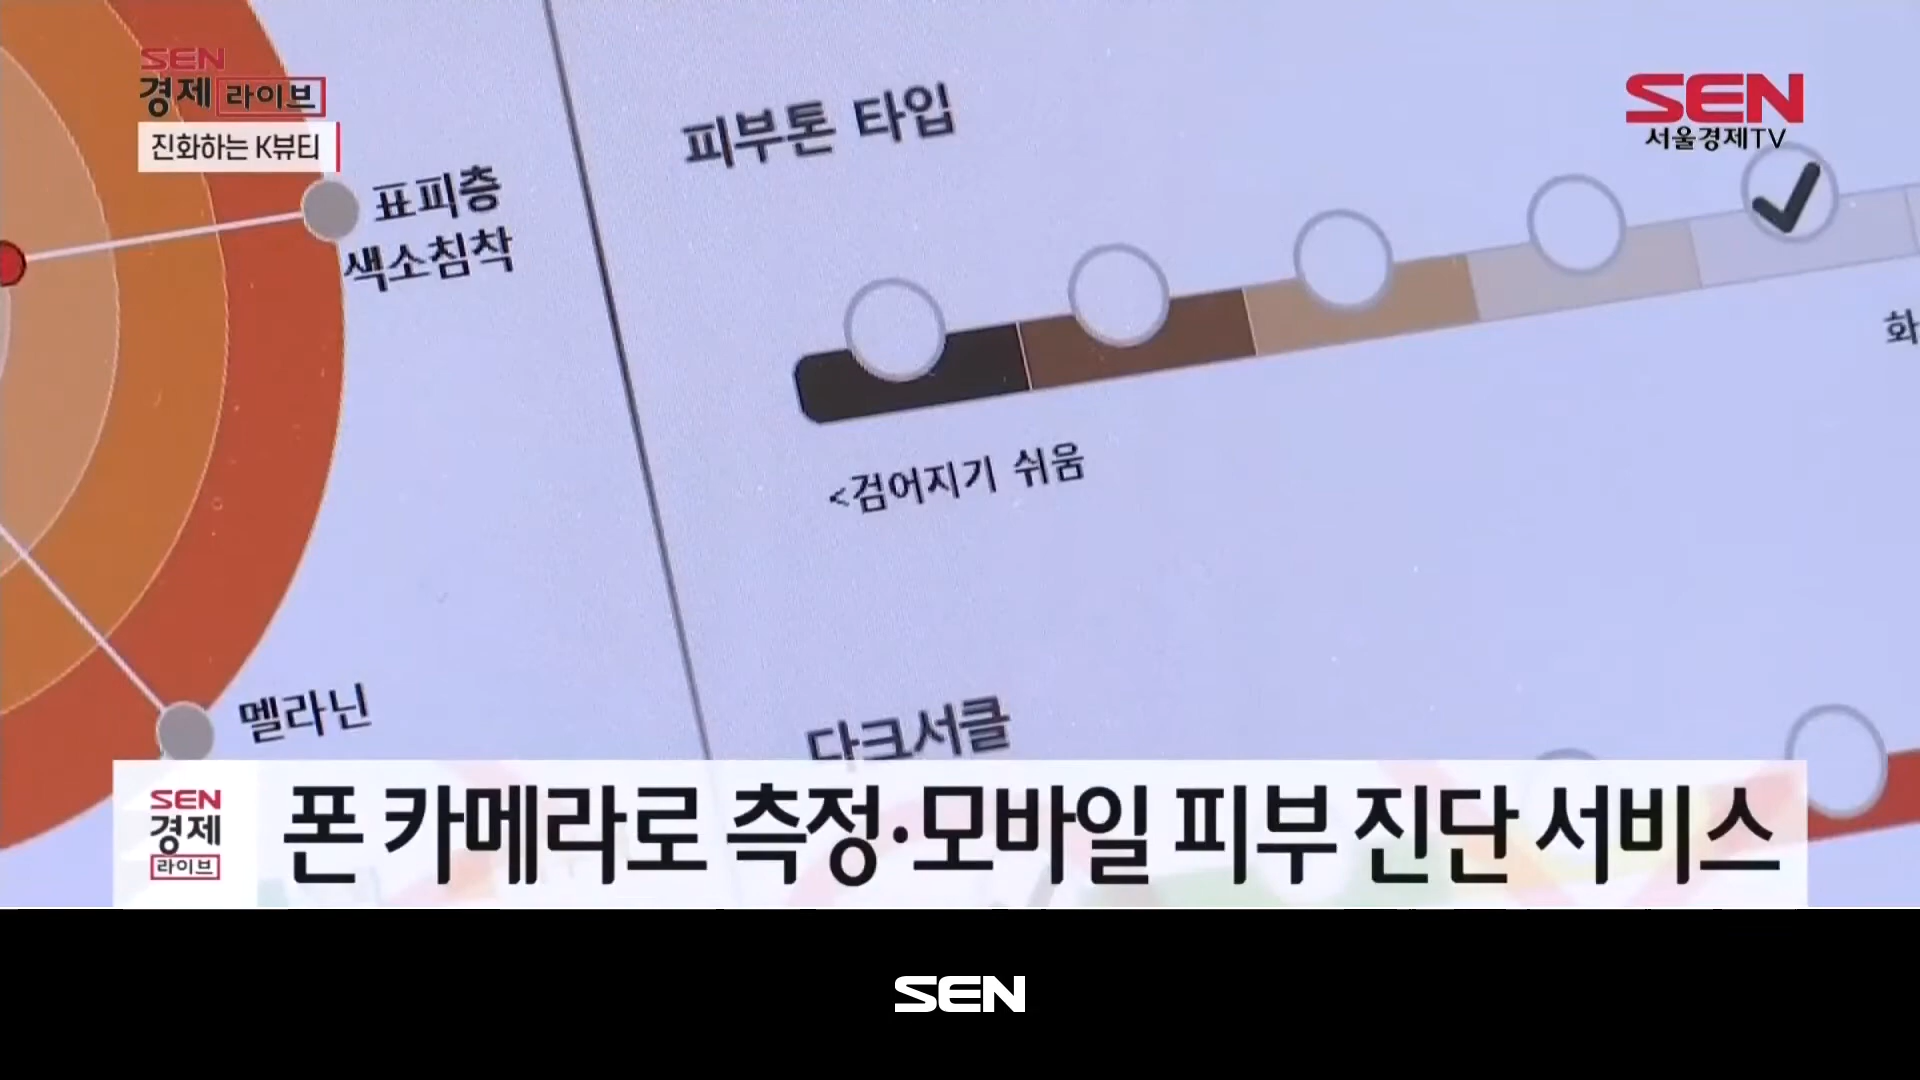 SEN
경제 라이브
진화하는 K뷰티
SEN
서울경제TV
피부톤 타입
표피층
색소침착
화
<검어지기 쉬움
멜라닌
다크서클
SEN
경제
라이브
폰 카메라로 측정·모바일 피부 진단 서비스
SEN